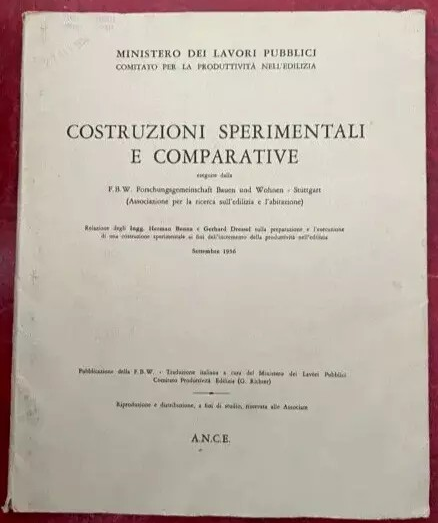 MINISTERO DEI LAVORI PUBBLICI
COMITATO PER LA PRODUTTIVITÀ NELL'EDILIZIA
COSTRUZIONI SPERIMENTALI
E COMPARATIVE
eseguite dalla
F.B.W. Forschungsgemeinschaft Bauen und Wohnen - Stuttgart
(Associazione per la ricerca sull'edilizia e l'abitazione)
Relazione degli Ingg. Herman Bunna e Gerhard Dressel sulla preparazione e l'esecuzione
di una costruzione sperimentale ai fini dell'incremento della produttività nell'edilizia
Settembre 1956
Pubblicazione della F.B.W. - Traduzione italiana a cura del Ministero dei Lavori Pubblici
Comitato Produttività Edilizia (G. Richter)
Riproduzione e distribuzione, a fini di studio, riservata alle Associate
A.N.C.E.